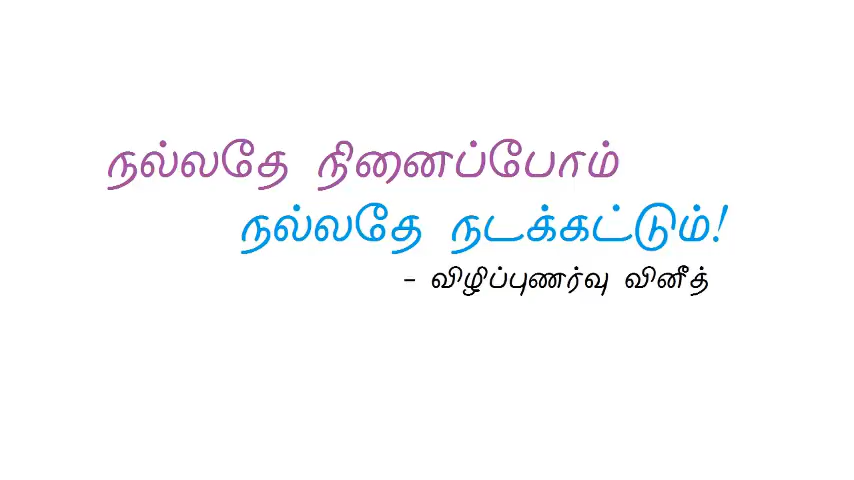 நல்லதே நினைப்போம்
நல்லதே நடக்கட்டும்!
- விழிப்புணர்வு வினீத்